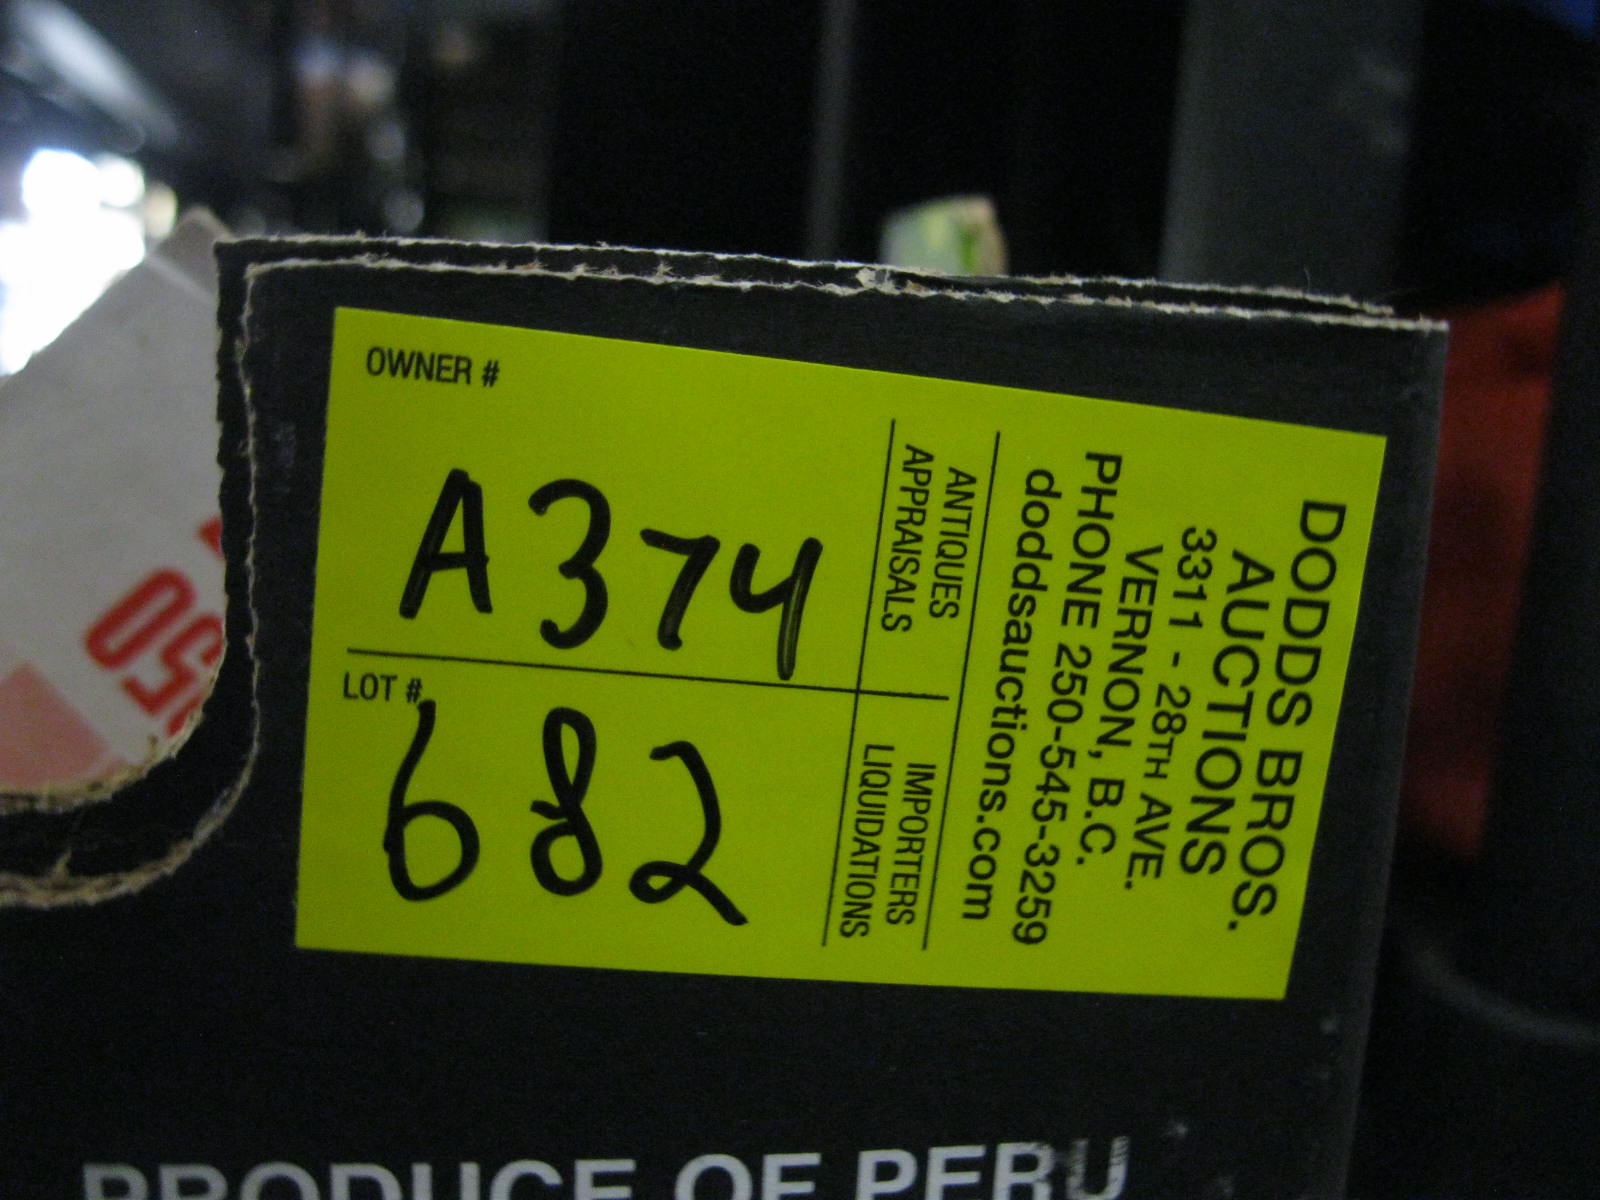 OWNER #
A374
LOT #
682
ANTIQUES
APPRAISALS
IMPORTERS
LIQUIDATIONS
DODDS BROS.
AUCTIONS
3311 - 28TH AVE.
VERNON, B.C.
PHONE 250-545-3259
doddsauctions.com
PRODUCE OF PERU